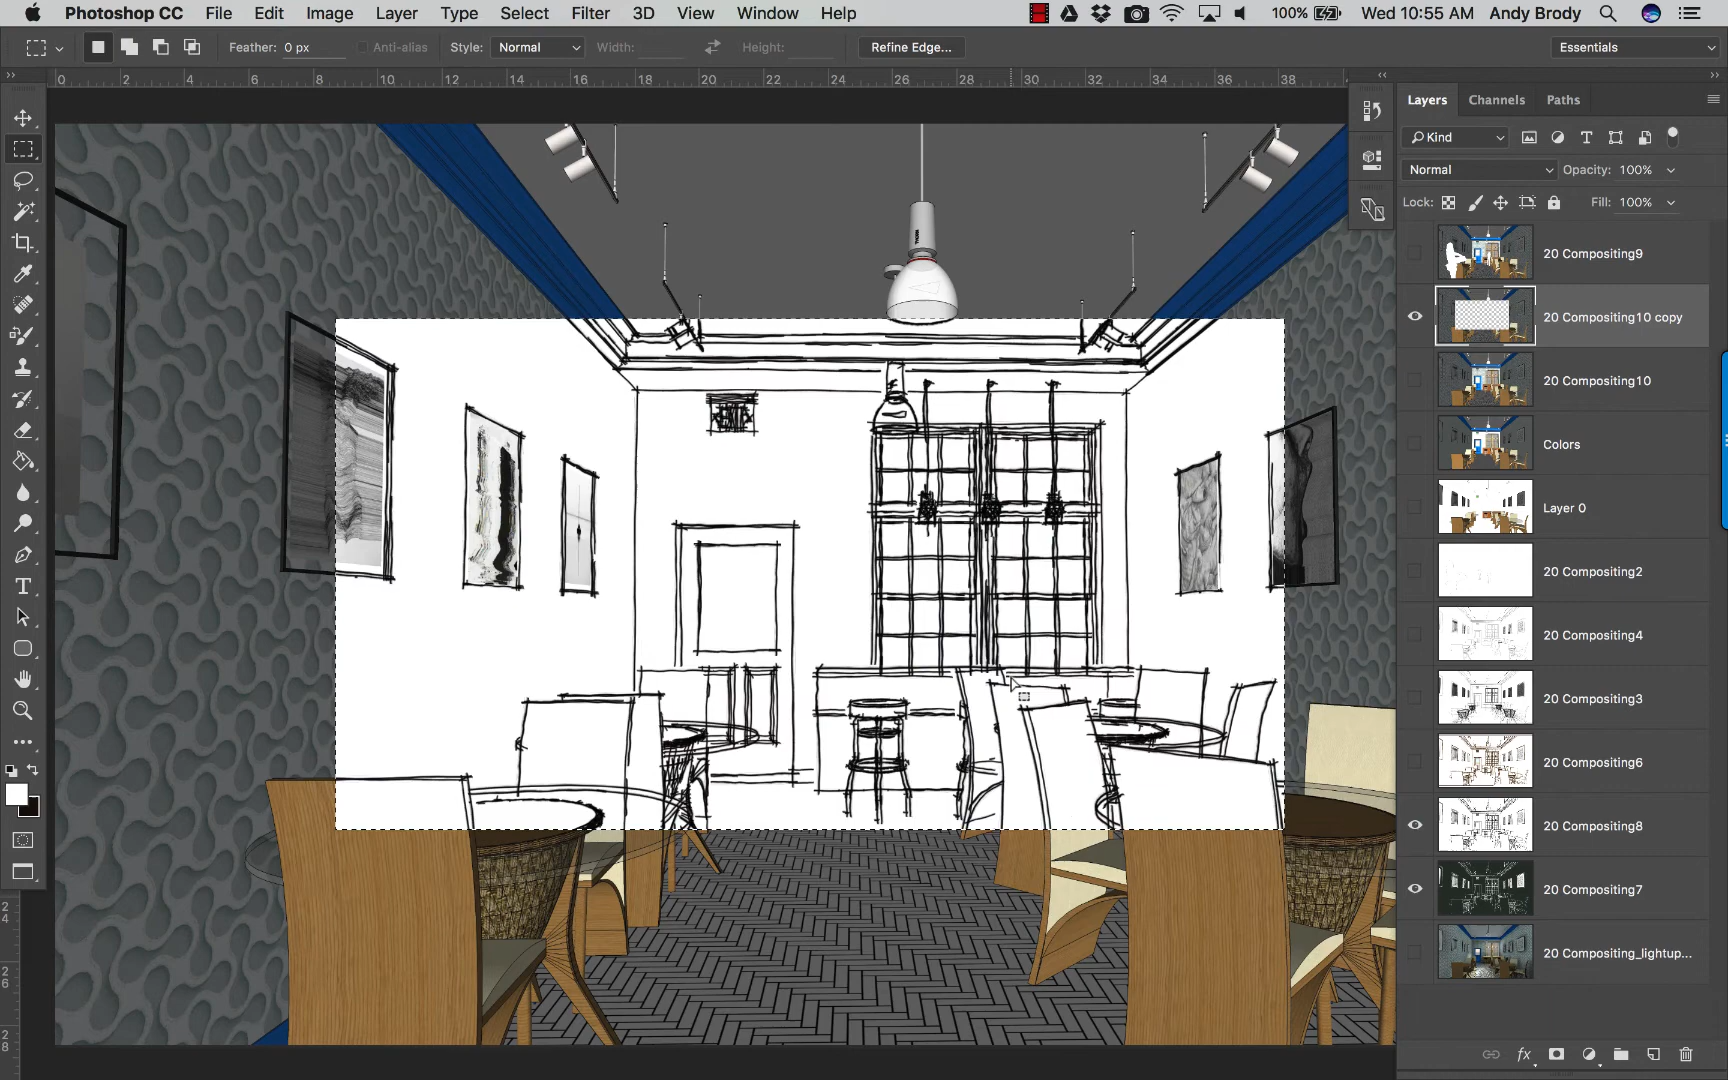 Photoshop CC File Edit Image Layer Type Select Filter 3D View Window Help 100% Wed 10:55 AM Andy Brody
Feather: 0 px Anti-alias Style: Normal Width: Height: Refine Edge... Essentials
0 2 4 6 8 10 12 14 16 18 20 22 24 26 28 30 32 34 36 38
Layers Channels Paths
Kind
Normal Opacity: 100%
Lock: Fill: 100%
20 Compositing9
20 Compositing10 copy
20 Compositing10
Colors
Layer 0
20 Compositing2
20 Compositing4
20 Compositing3
20 Compositing6
20 Compositing8
20 Compositing7
20 Compositing_lightup...
24
26
28